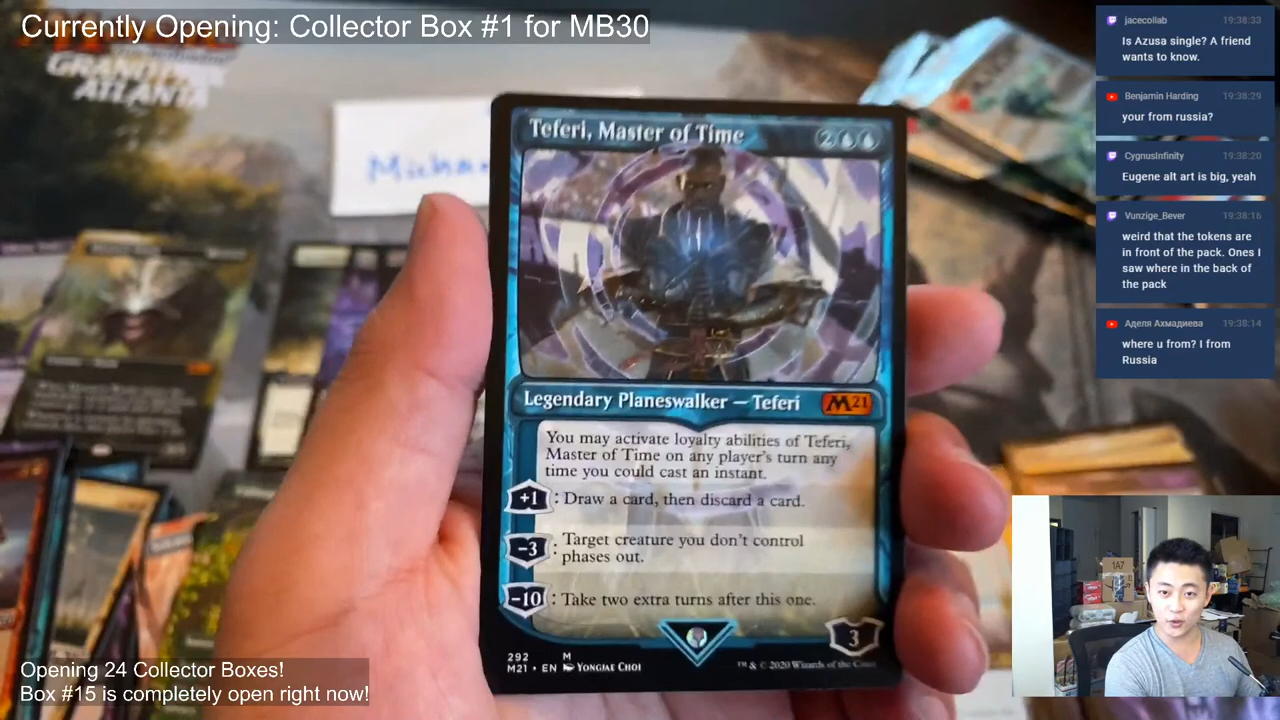 Currently Opening: Collector Box #1 for MB30
GRAND PRIX
ATLANTA
Micha
Teferi, Master of Time
2
Legendary Planeswalker — Teferi
M21
You may activate loyalty abilities of Teferi,
Master of Time on any player's turn any
time you could cast an instant.
+1 : Draw a card, then discard a card.
-3 : Target creature you don't control
phases out.
-10 : Take two extra turns after this one.
3
292 M
M21 • EN YONGJAE CHOI
™ & © 2020 Wizards of the Coast
jacecollab 19:38:33
Is Azusa single? A friend
wants to know.
Benjamin Harding 19:38:29
your from russia?
CygnusInfinity 19:38:20
Eugene alt art is big, yeah
Vunzige_Bever 19:38:16
weird that the tokens are
in front of the pack. Ones I
saw where in the back of
the pack
Аделя Ахмадиева 19:38:14
where u from? I from
Russia
1A7
Opening 24 Collector Boxes!
Box #15 is completely open right now!